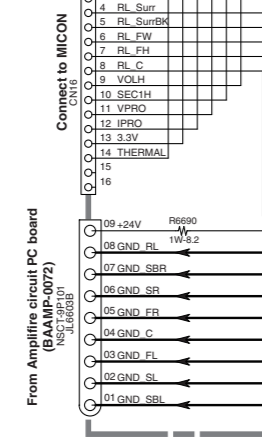 Connect to MICON
CN16
4 RL_Surr
5 RL_SurrBK
6 RL_FW
7 RL_FH
8 RL_C
9 VOLH
10 SEC1H
11 VPRO
12 IPRO
13 3.3V
14 THERMAL
15
16
From Amplifire circuit PC board
(BAAMP-0072)
NSCT-9P101
JL6603B
09 +24V
R6690
1W-8.2
08 GND_RL
07 GND_SBR
06 GND_SR
05 GND_FR
04 GND_C
03 GND_FL
02 GND_SL
01 GND_SBL